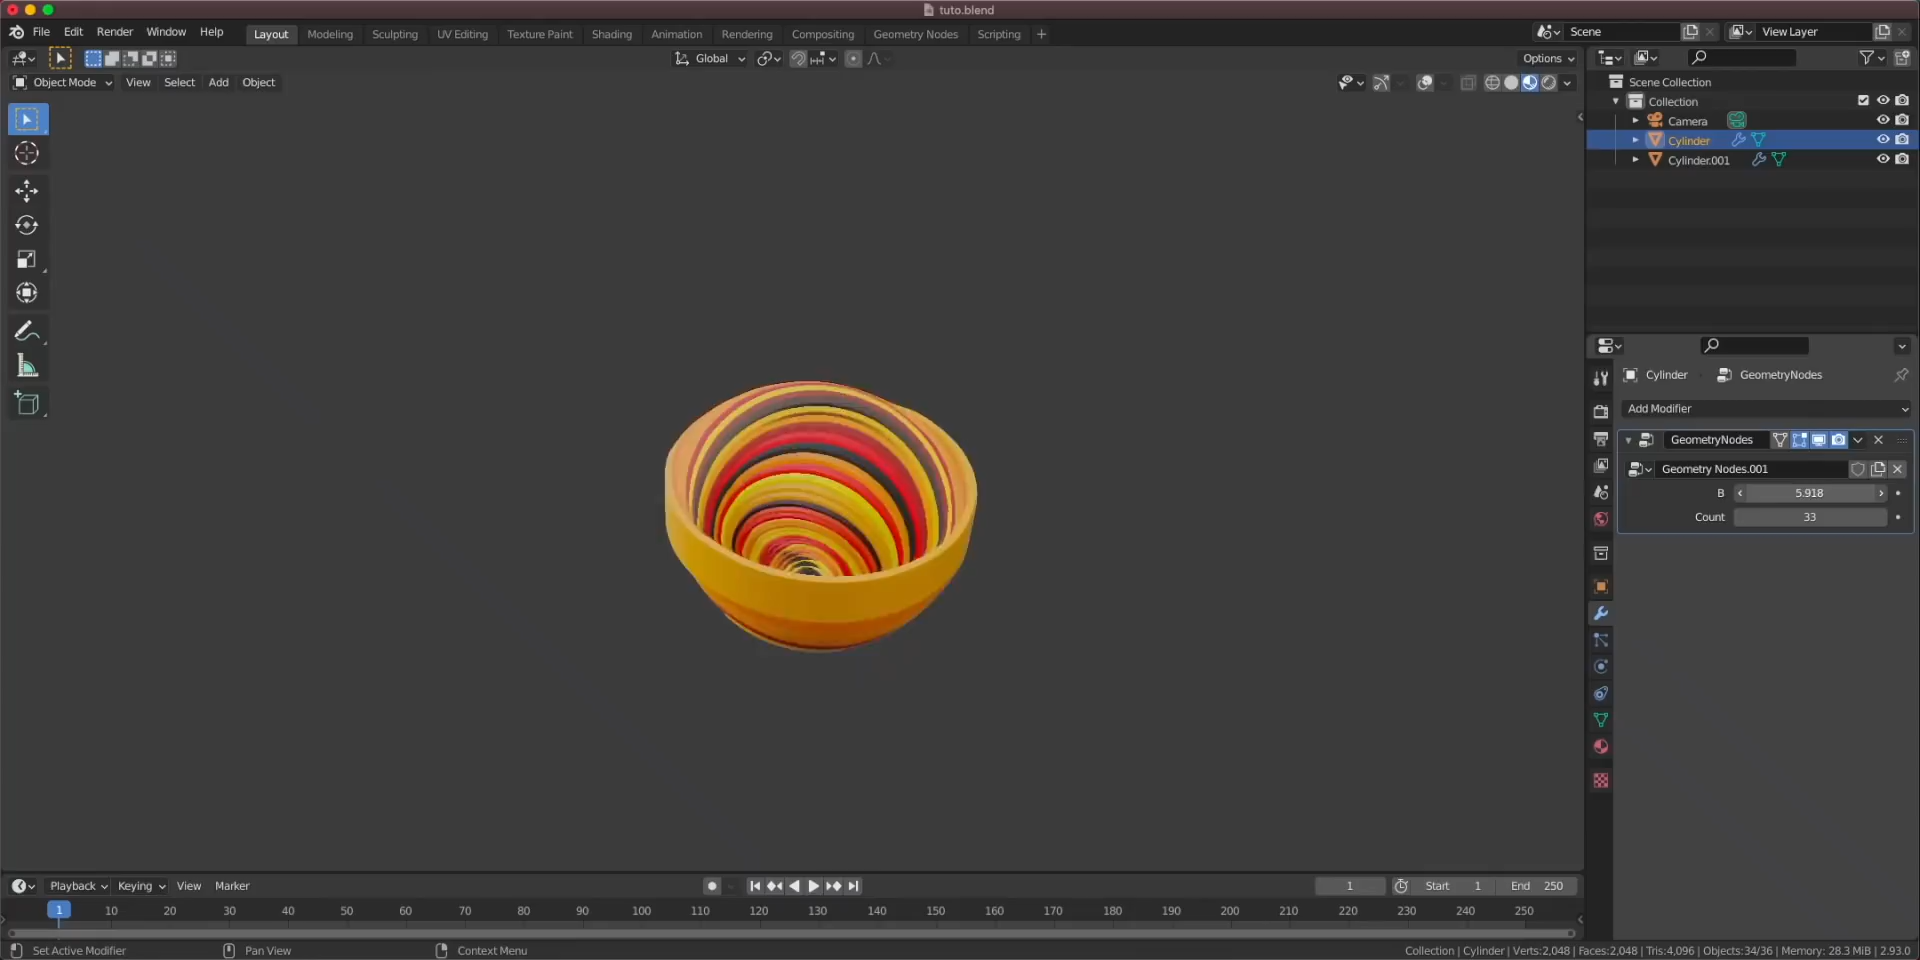 tuto.blend
File Edit Render Window Help Layout Modeling Sculpting UV Editing Texture Paint Shading Animation Rendering Compositing Geometry Nodes Scripting + Scene View Layer
Global Options
Object Mode View Select Add Object
Scene Collection
Collection
Camera
Cylinder
Cylinder.001
Cylinder GeometryNodes
Add Modifier
GeometryNodes
Geometry Nodes.001
B 5.918
Count 33
Playback Keying View Marker 1 Start 1 End 250
1 10 20 30 40 50 60 70 80 90 100 110 120 130 140 150 160 170 180 190 200 210 220 230 240 250
Set Active Modifier Pan View Context Menu Collection | Cylinder | Verts:2,048 | Faces:2,048 | Tris:4,096 | Objects:34/36 | Memory: 28.3 MiB | 2.93.0